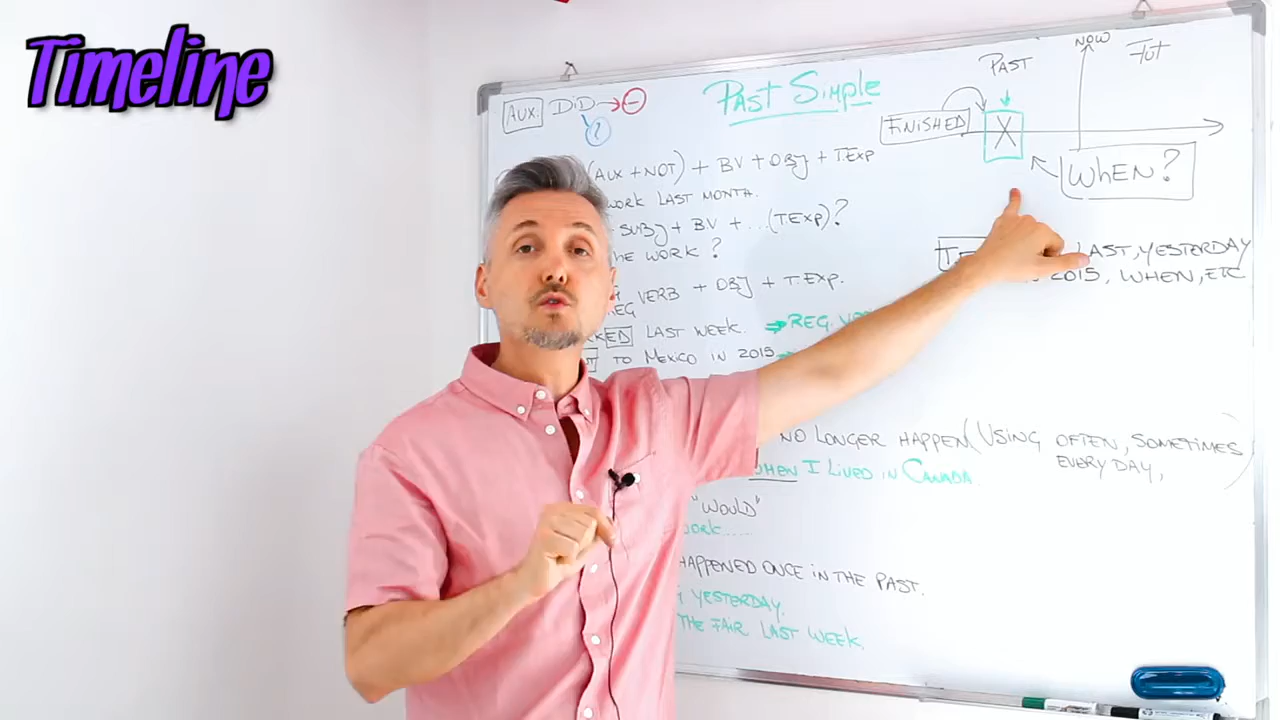 Timeline
AUX. DID → −
?
PAST SIMPLE
PAST
NOW
FUT
FINISHED
X
WHEN?
(AUX + NOT) + BV + OBJ + T.EXP
WORK LAST MONTH.
SUBJ + BV + ... (T.EXP)?
HE WORK?
VERB + OBJ + T.EXP.
REG
ED LAST WEEK. ⇒ REG.
TO MEXICO IN 2015
LAST, YESTERDAY
2015, WHEN, ETC
NO LONGER HAPPEN (USING OFTEN, SOMETIMES
EVERY DAY,)
WHEN I LIVED IN CANADA
"WOULD"
WORK......
HAPPENED ONCE IN THE PAST.
YESTERDAY.
THE FAIR LAST WEEK.